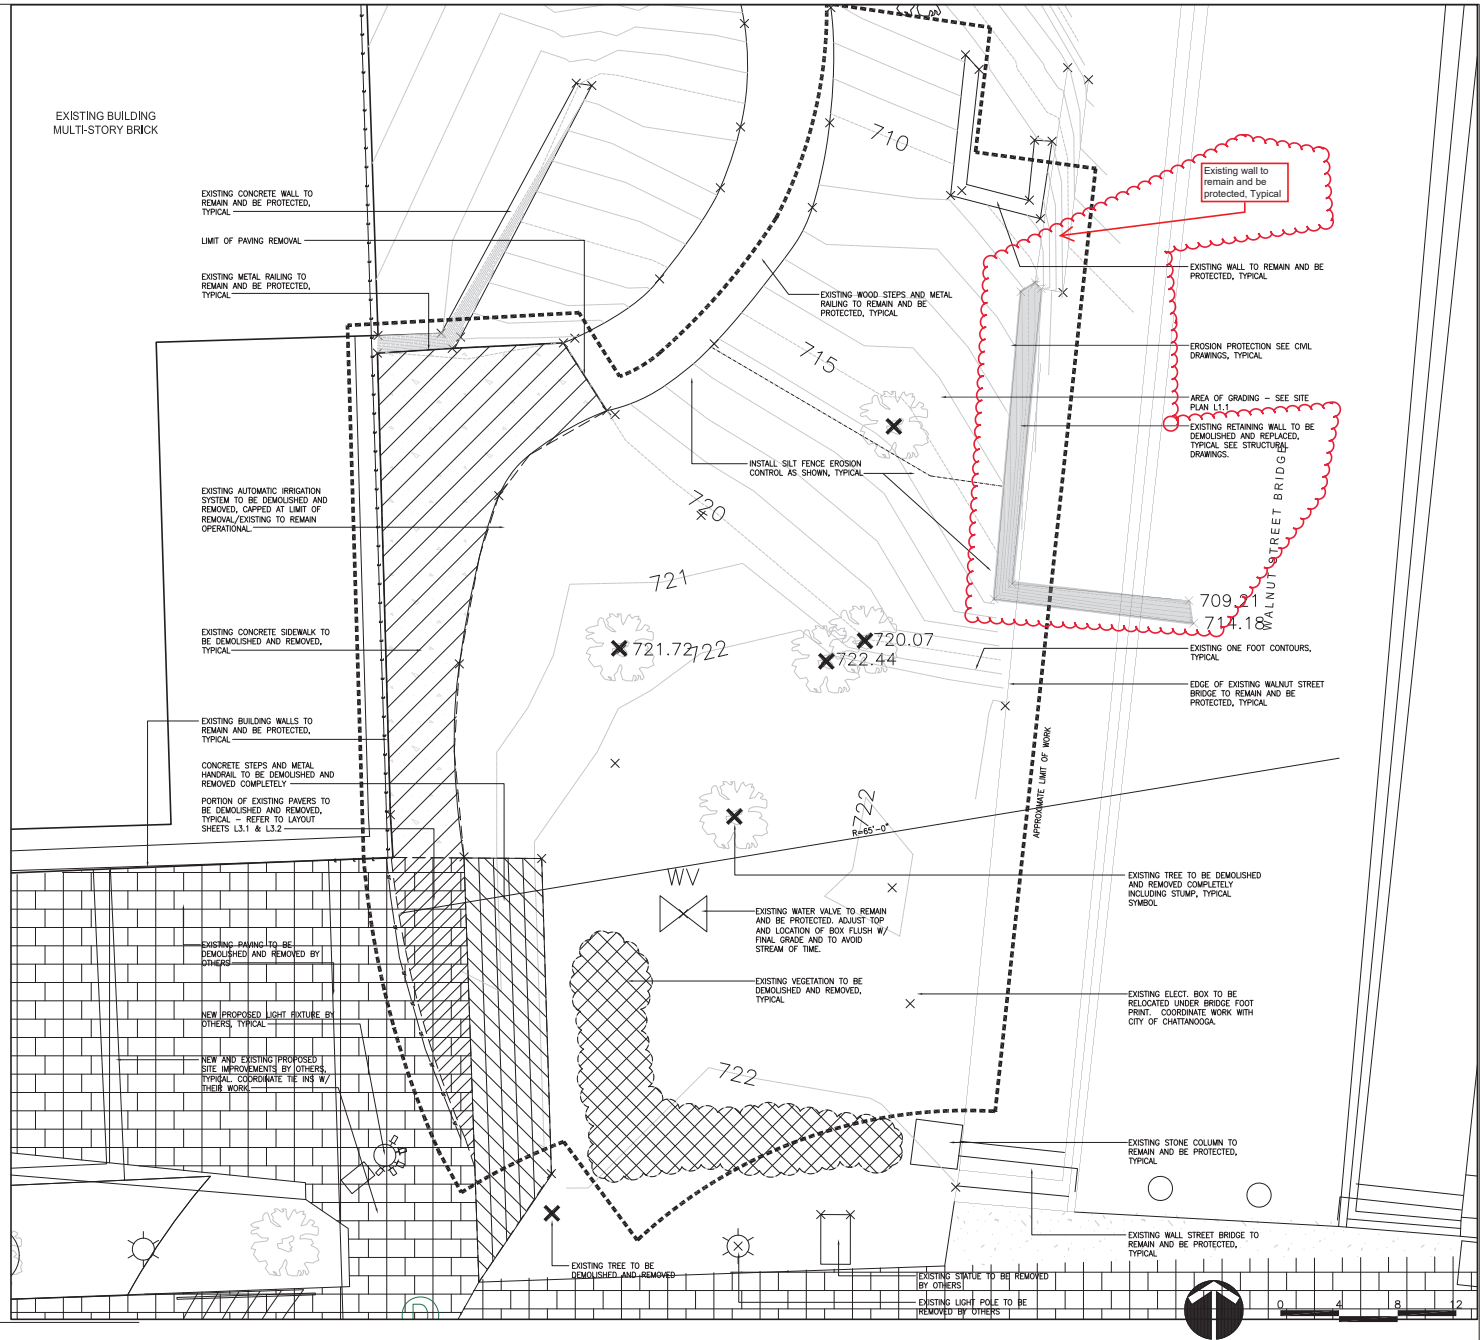 EXISTING BUILDING
MULTI-STORY BRICK
EXISTING CONCRETE WALL TO
REMAIN AND BE PROTECTED,
TYPICAL
LIMIT OF PAVING REMOVAL
EXISTING METAL RAILING TO
REMAIN AND BE PROTECTED,
TYPICAL
EXISTING AUTOMATIC IRRIGATION
SYSTEM TO BE DEMOLISHED AND
REMOVED, CAPPED AT LIMIT OF
REMOVAL/EXISTING TO REMAIN
OPERATIONAL.
EXISTING CONCRETE SIDEWALK TO
BE DEMOLISHED AND REMOVED,
TYPICAL
EXISTING BUILDING WALLS TO
REMAIN AND BE PROTECTED,
TYPICAL
CONCRETE STEPS AND METAL
HANDRAIL TO BE DEMOLISHED AND
REMOVED COMPLETELY
PORTION OF EXISTING PAVERS TO
BE DEMOLISHED AND REMOVED,
TYPICAL - REFER TO LAYOUT
SHEETS L3.1 & L3.2
EXISTING PAVING TO BE
DEMOLISHED AND REMOVED BY
OTHERS
NEW PROPOSED LIGHT FIXTURE BY
OTHERS, TYPICAL
NEW AND EXISTING PROPOSED
SITE IMPROVEMENTS BY OTHERS,
TYPICAL. COORDINATE TIE INS W/
THEIR WORK.
710
715
720
721
721.72
722
720.07
722.44
722
R=65'-0"
722
EXISTING WOOD STEPS AND METAL
RAILING TO REMAIN AND BE
PROTECTED, TYPICAL
INSTALL SILT FENCE EROSION
CONTROL AS SHOWN, TYPICAL
WV
EXISTING WATER VALVE TO REMAIN
AND BE PROTECTED. ADJUST TOP
AND LOCATION OF BOX FLUSH W/
FINAL GRADE AND TO AVOID
STREAM OF TIME.
EXISTING VEGETATION TO BE
DEMOLISHED AND REMOVED,
TYPICAL
EXISTING TREE TO BE
DEMOLISHED AND REMOVED
EXISTING STATUE TO BE REMOVED
BY OTHERS
EXISTING LIGHT POLE TO BE
REMOVED BY OTHERS
Existing wall to
remain and be
protected, Typical
EXISTING WALL TO REMAIN AND BE
PROTECTED, TYPICAL
EROSION PROTECTION SEE CIVIL
DRAWINGS, TYPICAL
AREA OF GRADING - SEE SITE
PLAN L1.1
EXISTING RETAINING WALL TO BE
DEMOLISHED AND REPLACED,
TYPICAL SEE STRUCTURAL
DRAWINGS.
WALNUT STREET BRIDGE
709.21
714.18
EXISTING ONE FOOT CONTOURS,
TYPICAL
EDGE OF EXISTING WALNUT STREET
BRIDGE TO REMAIN AND BE
PROTECTED, TYPICAL
APPROXIMATE LIMIT OF WORK
EXISTING TREE TO BE DEMOLISHED
AND REMOVED COMPLETELY
INCLUDING STUMP, TYPICAL
SYMBOL
EXISTING ELECT. BOX TO BE
RELOCATED UNDER BRIDGE FOOT
PRINT. COORDINATE WORK WITH
CITY OF CHATTANOOGA.
EXISTING STONE COLUMN TO
REMAIN AND BE PROTECTED,
TYPICAL
EXISTING WALL STREET BRIDGE TO
REMAIN AND BE PROTECTED,
TYPICAL
0 4 8 12